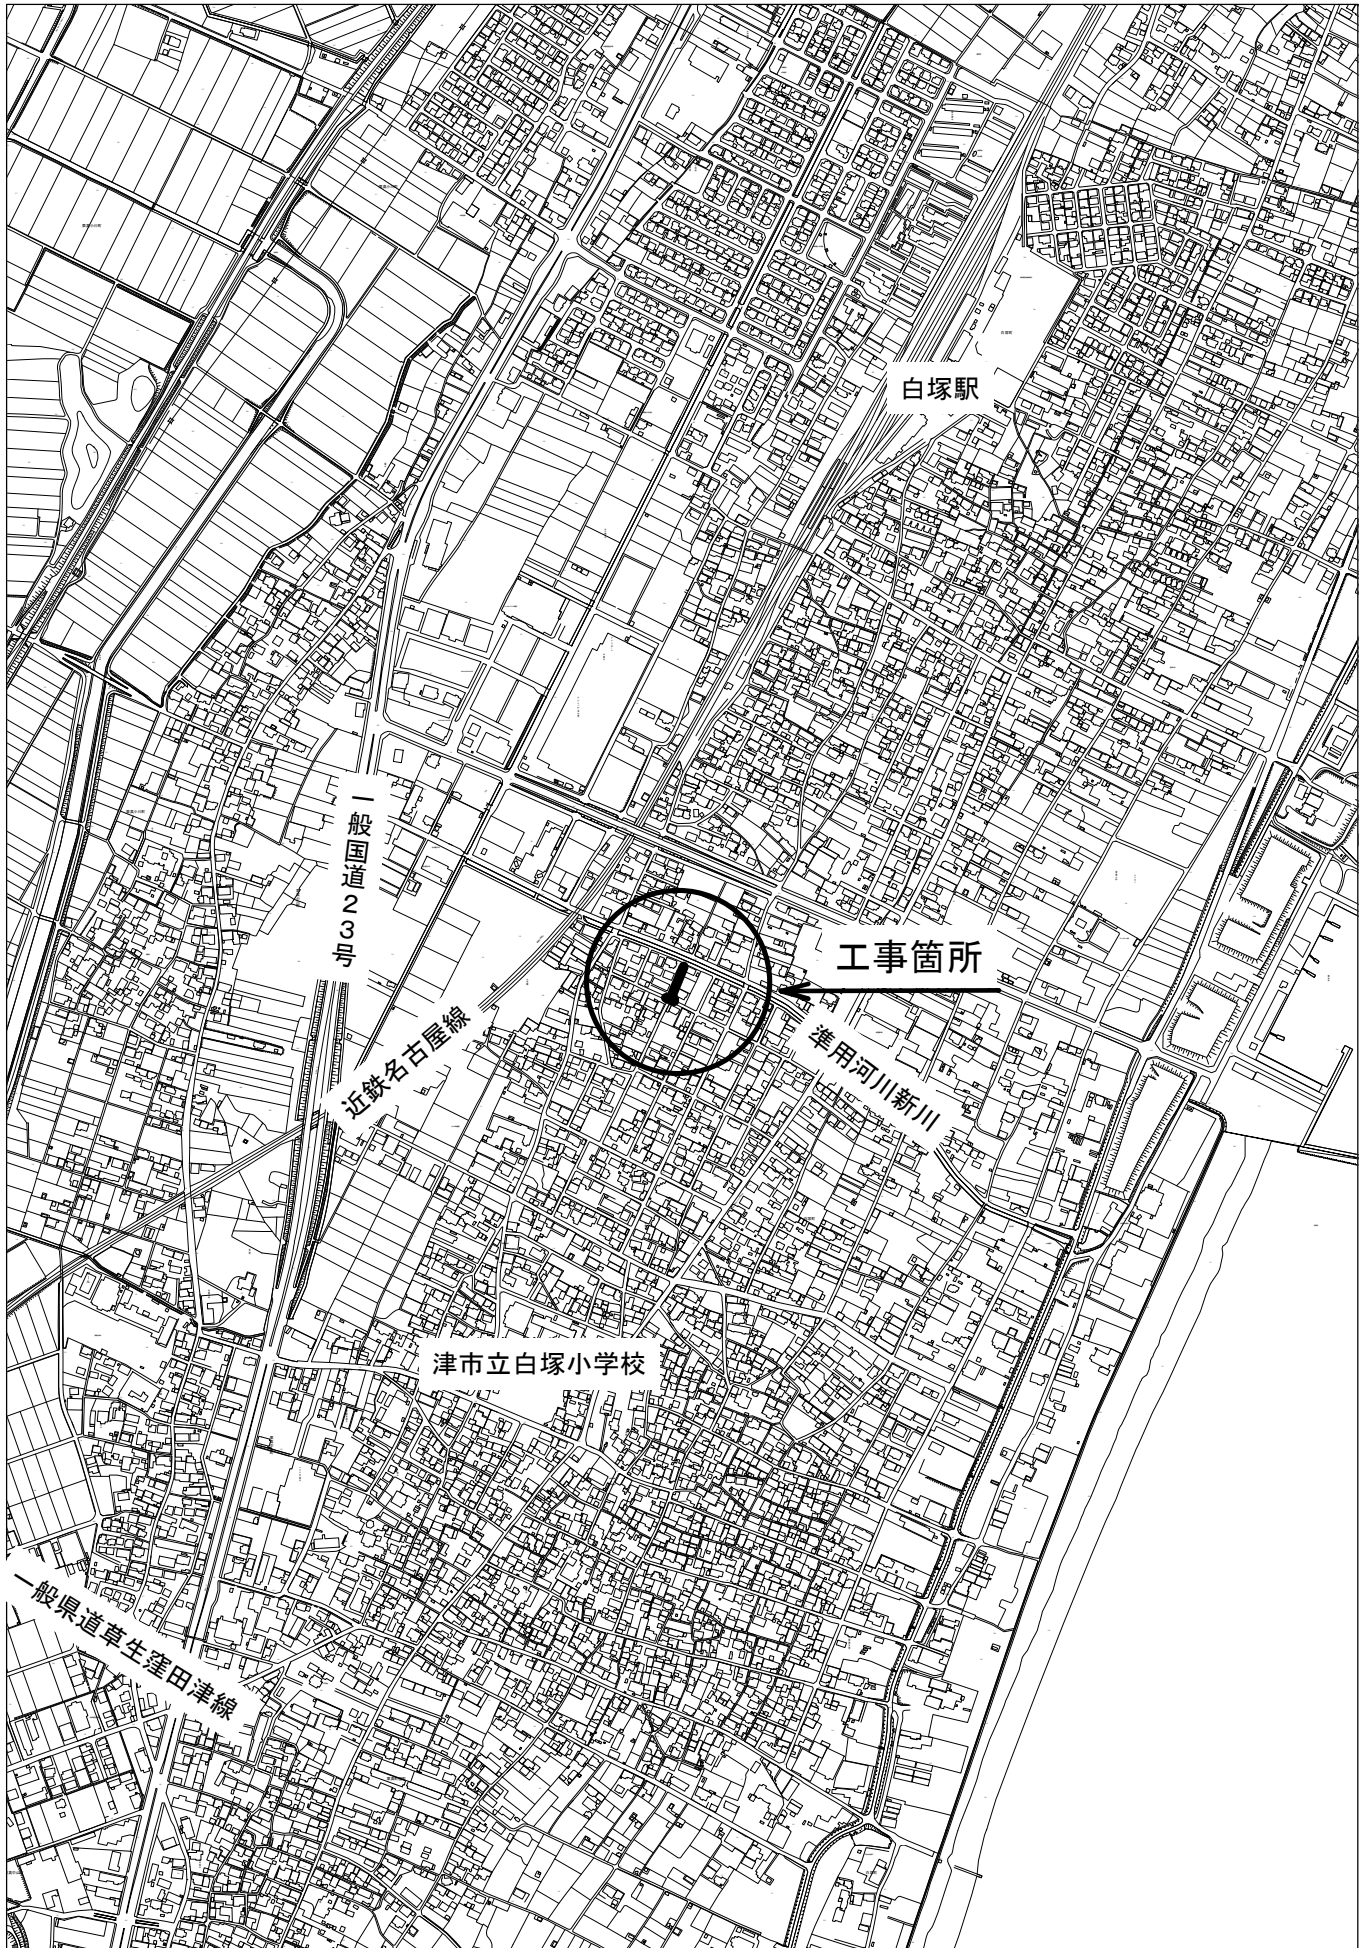 白塚駅
一般国道23号
工事箇所
近鉄名古屋線
準用河川新川
津市立白塚小学校
一般県道草生窪田津線